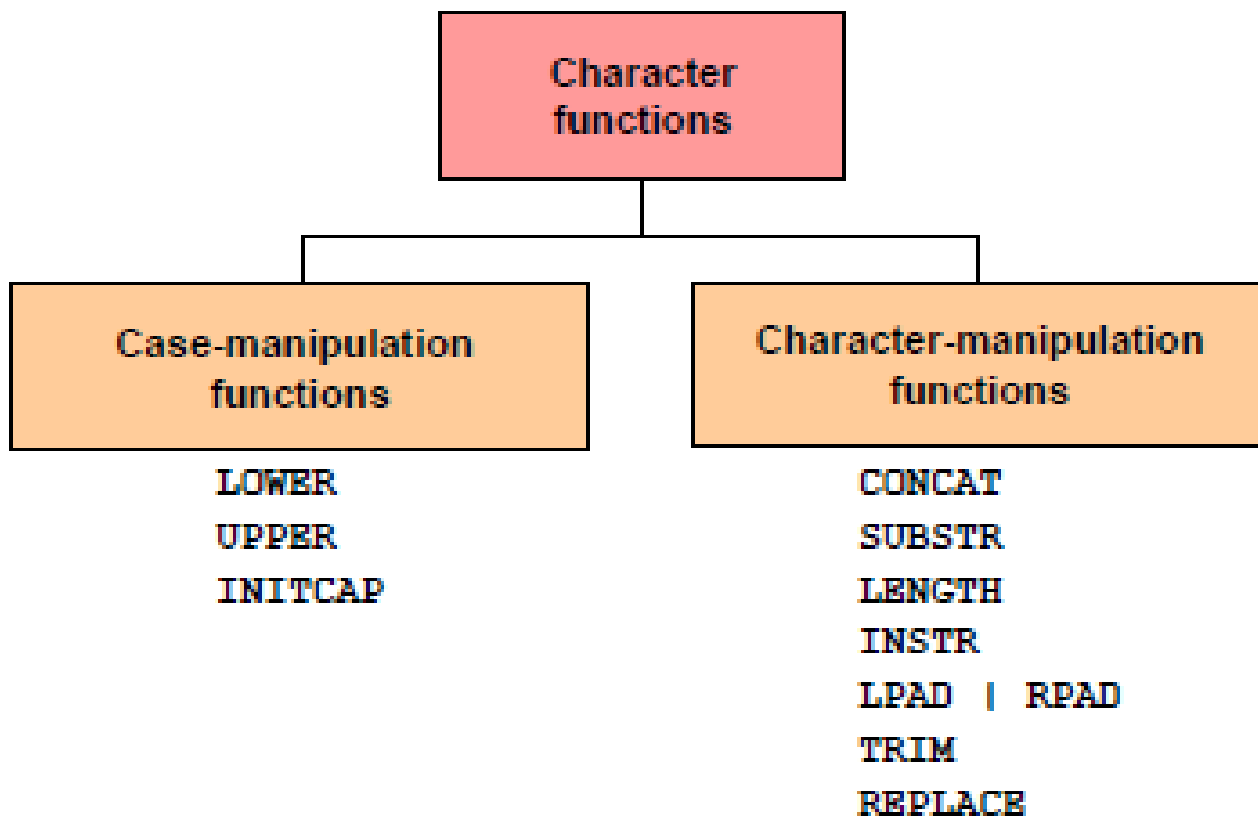 Character
functions
Case-manipulation
functions
LOWER
UPPER
INITCAP
Character-manipulation
functions
CONCAT
SUBSTR
LENGTH
INSTR
LPAD | RPAD
TRIM
REPLACE